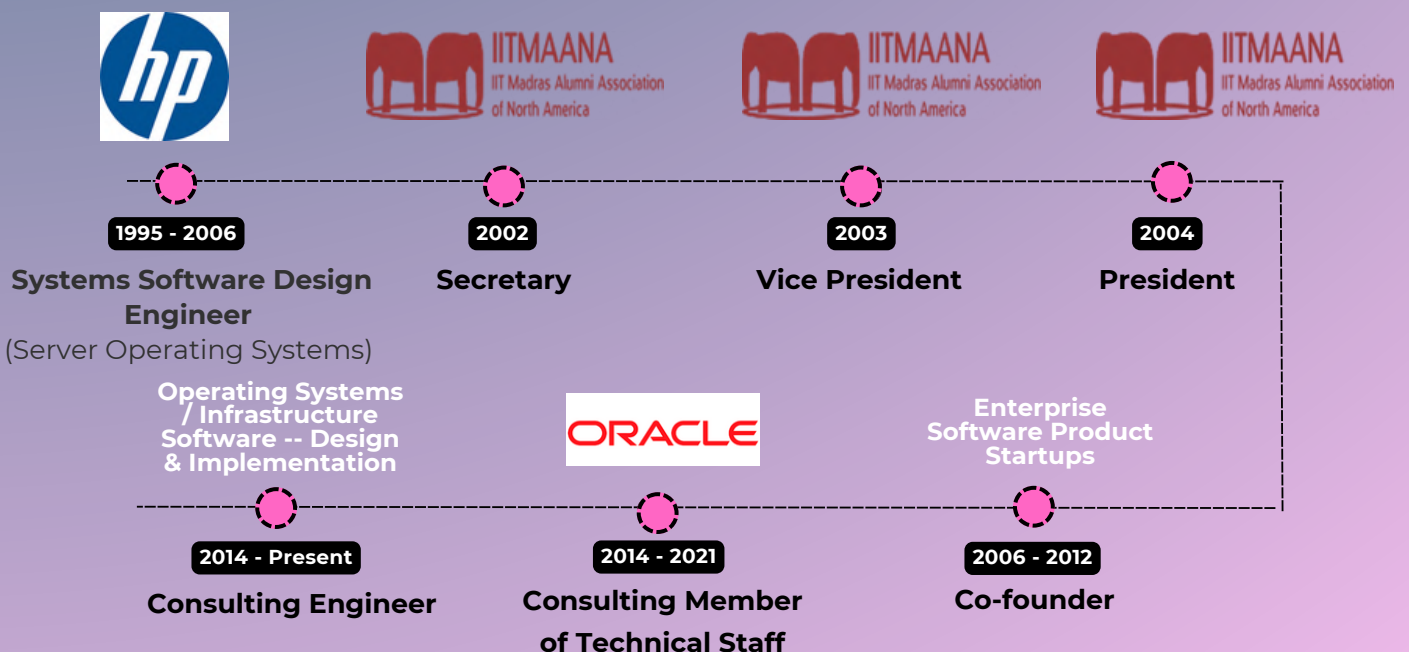 hp
IITMAANA
IIT Madras Alumni Association
of North America
IITMAANA
IIT Madras Alumni Association
of North America
IITMAANA
IIT Madras Alumni Association
of North America
1995 - 2006
Systems Software Design
Engineer
(Server Operating Systems)
2002
Secretary
2003
Vice President
2004
President
Operating Systems
/ Infrastructure
Software -- Design
& Implementation
2014 - Present
Consulting Engineer
ORACLE
2014 - 2021
Consulting Member
of Technical Staff
Enterprise
Software Product
Startups
2006 - 2012
Co-founder